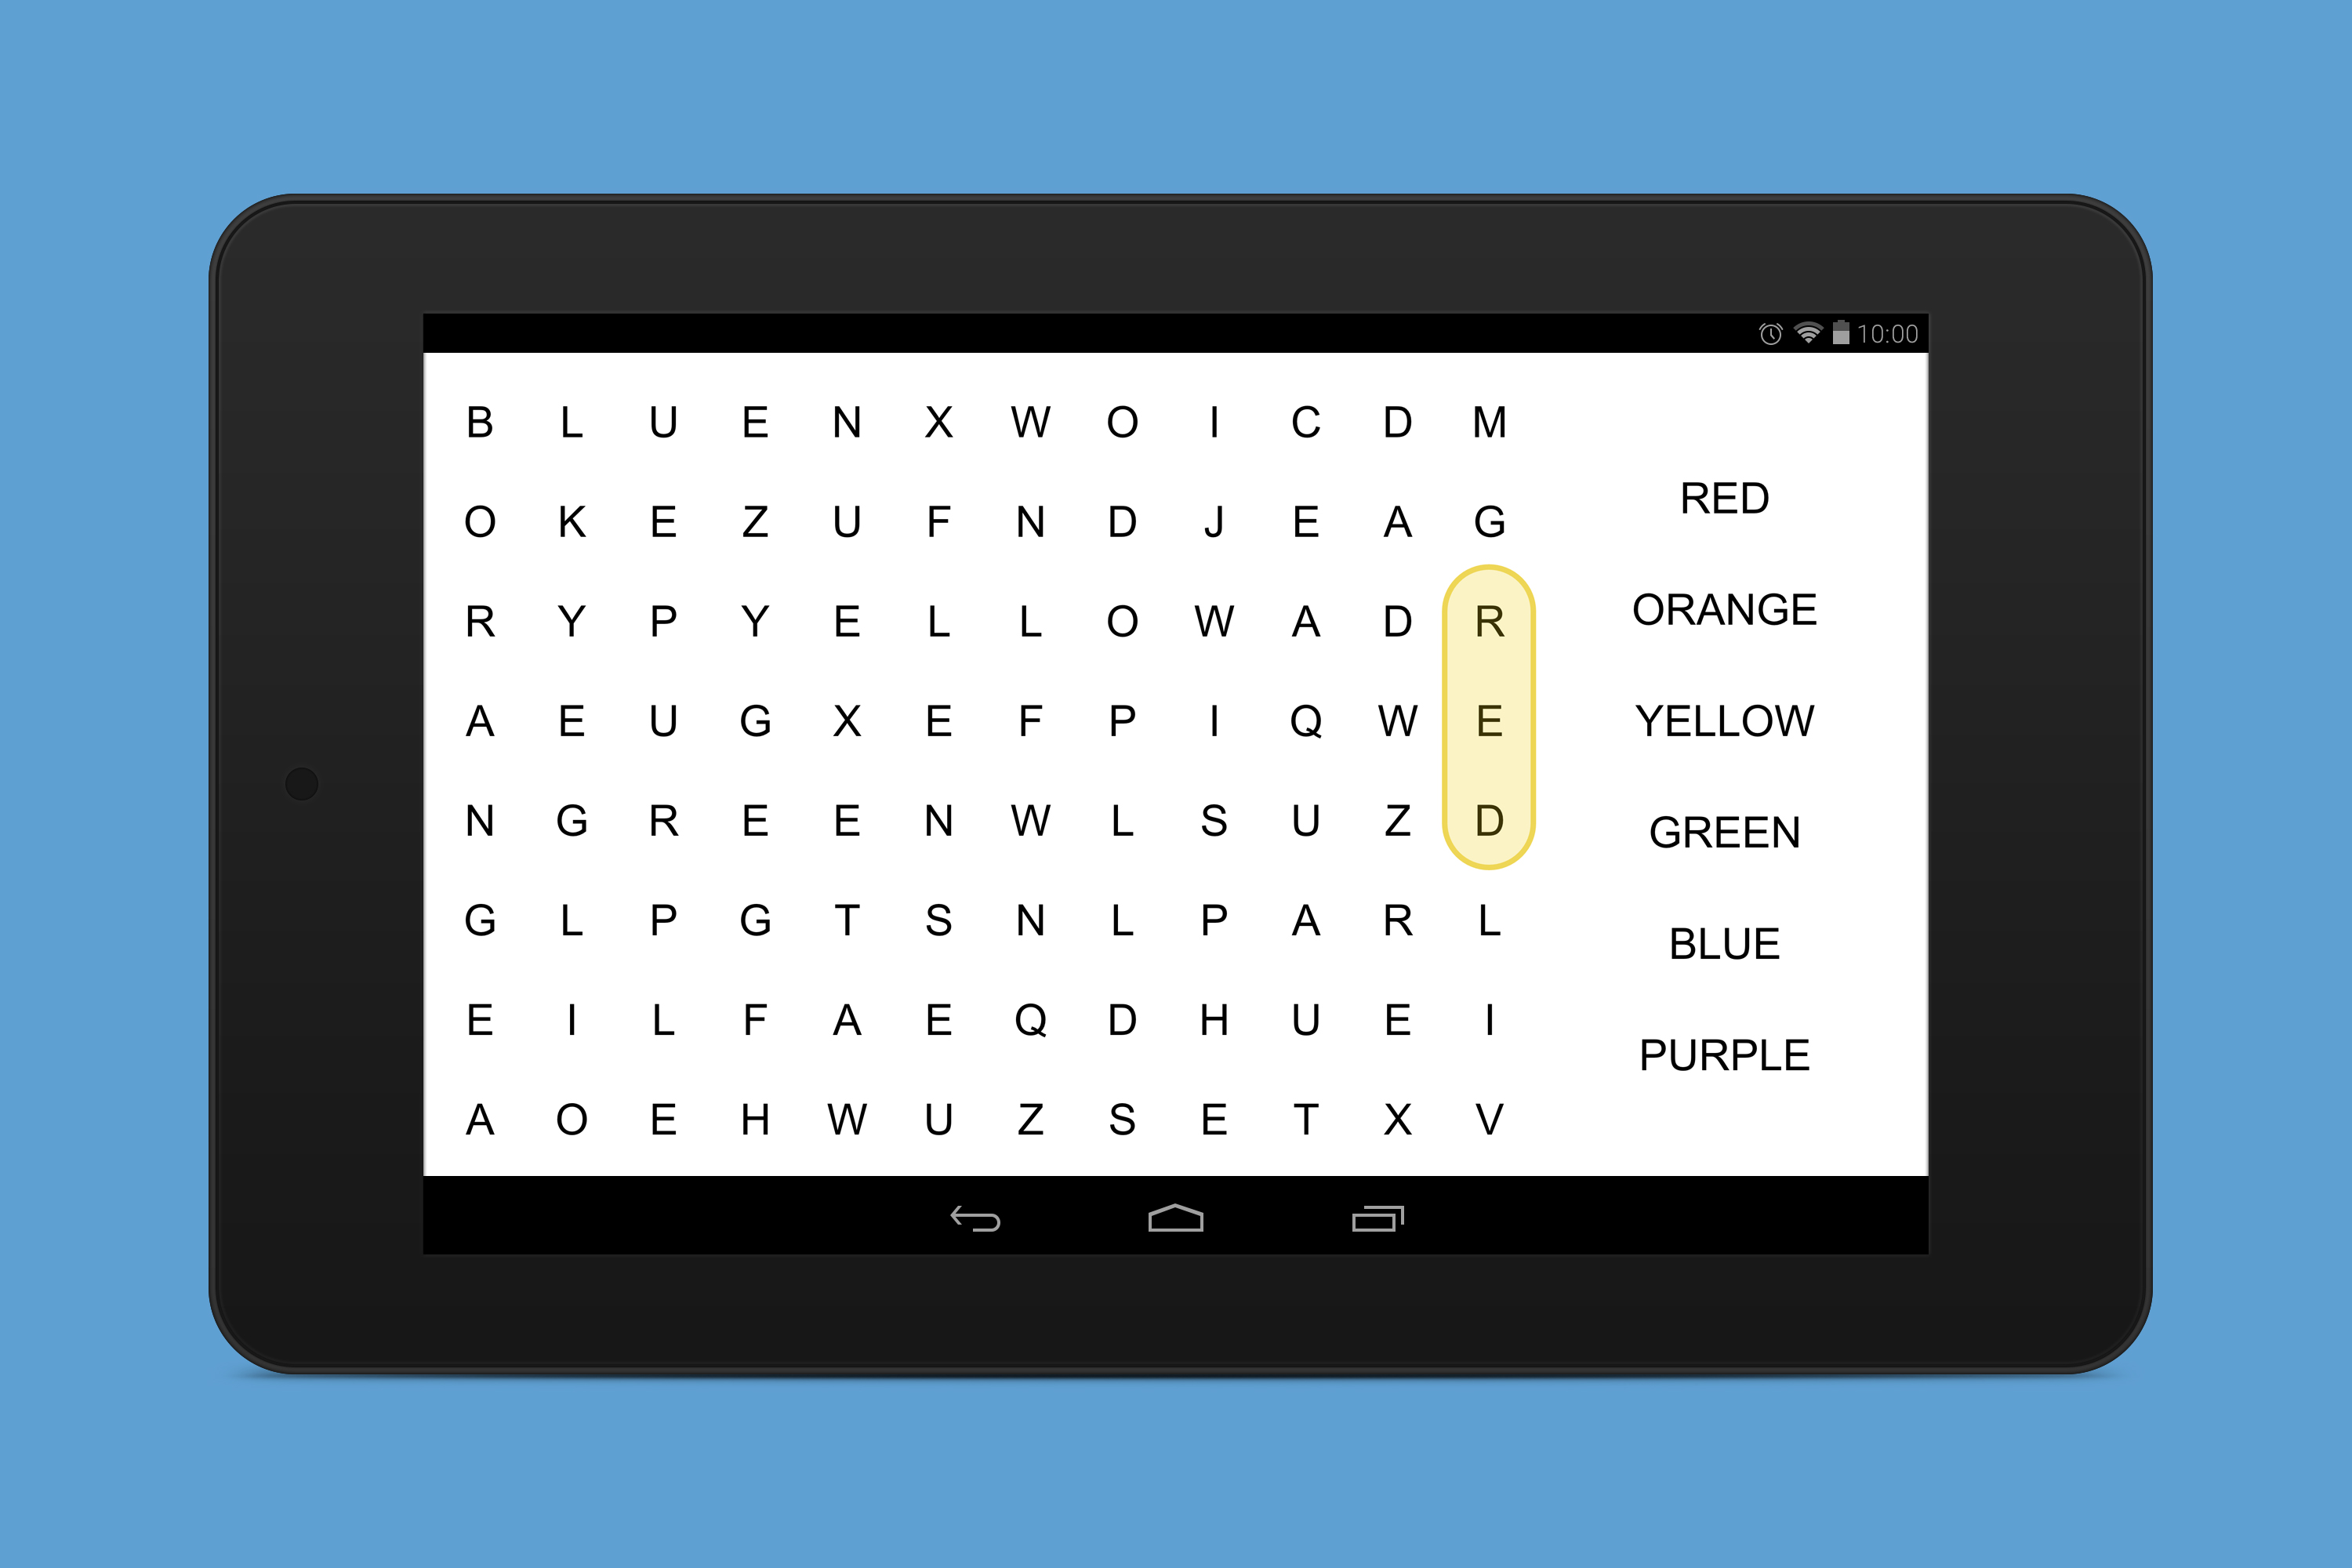 10:00
B L U E N X W O I C D M
O K E Z U F N D J E A G
R Y P Y E L L O W A D R
A E U G X E F P I Q W E
N G R E E N W L S U Z D
G L P G T S N L P A R L
E I L F A E Q D H U E I
A O E H W U Z S E T X V
RED
ORANGE
YELLOW
GREEN
BLUE
PURPLE